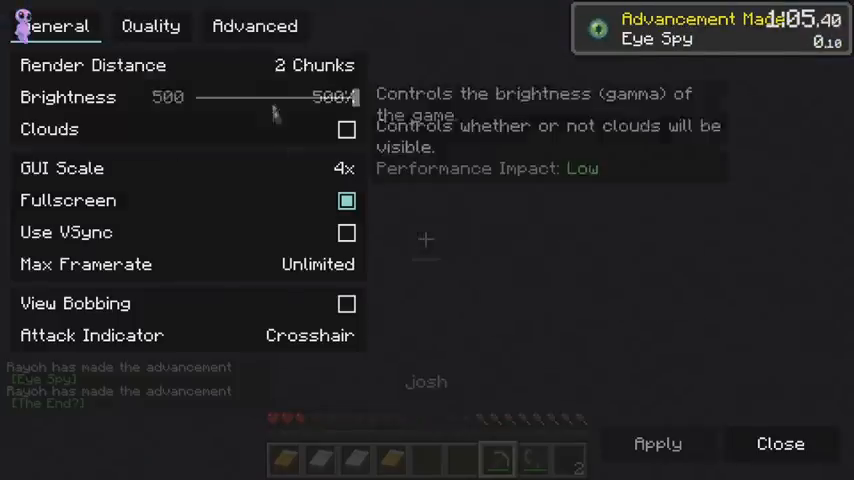 General Quality Advanced
Advancement Made
1:05.40
Eye Spy
0.10
Render Distance 2 Chunks
Brightness 500 500%
Controls the brightness (gamma) of
the game.
Clouds
Controls whether or not clouds will be
visible.
GUI Scale 4x
Performance Impact: Low
Fullscreen
Use VSync
Max Framerate Unlimited
View Bobbing
Attack Indicator Crosshair
Rayoh has made the advancement
[Eye Spy]
Rayoh has made the advancement
[The End?]
josh
2
Apply Close